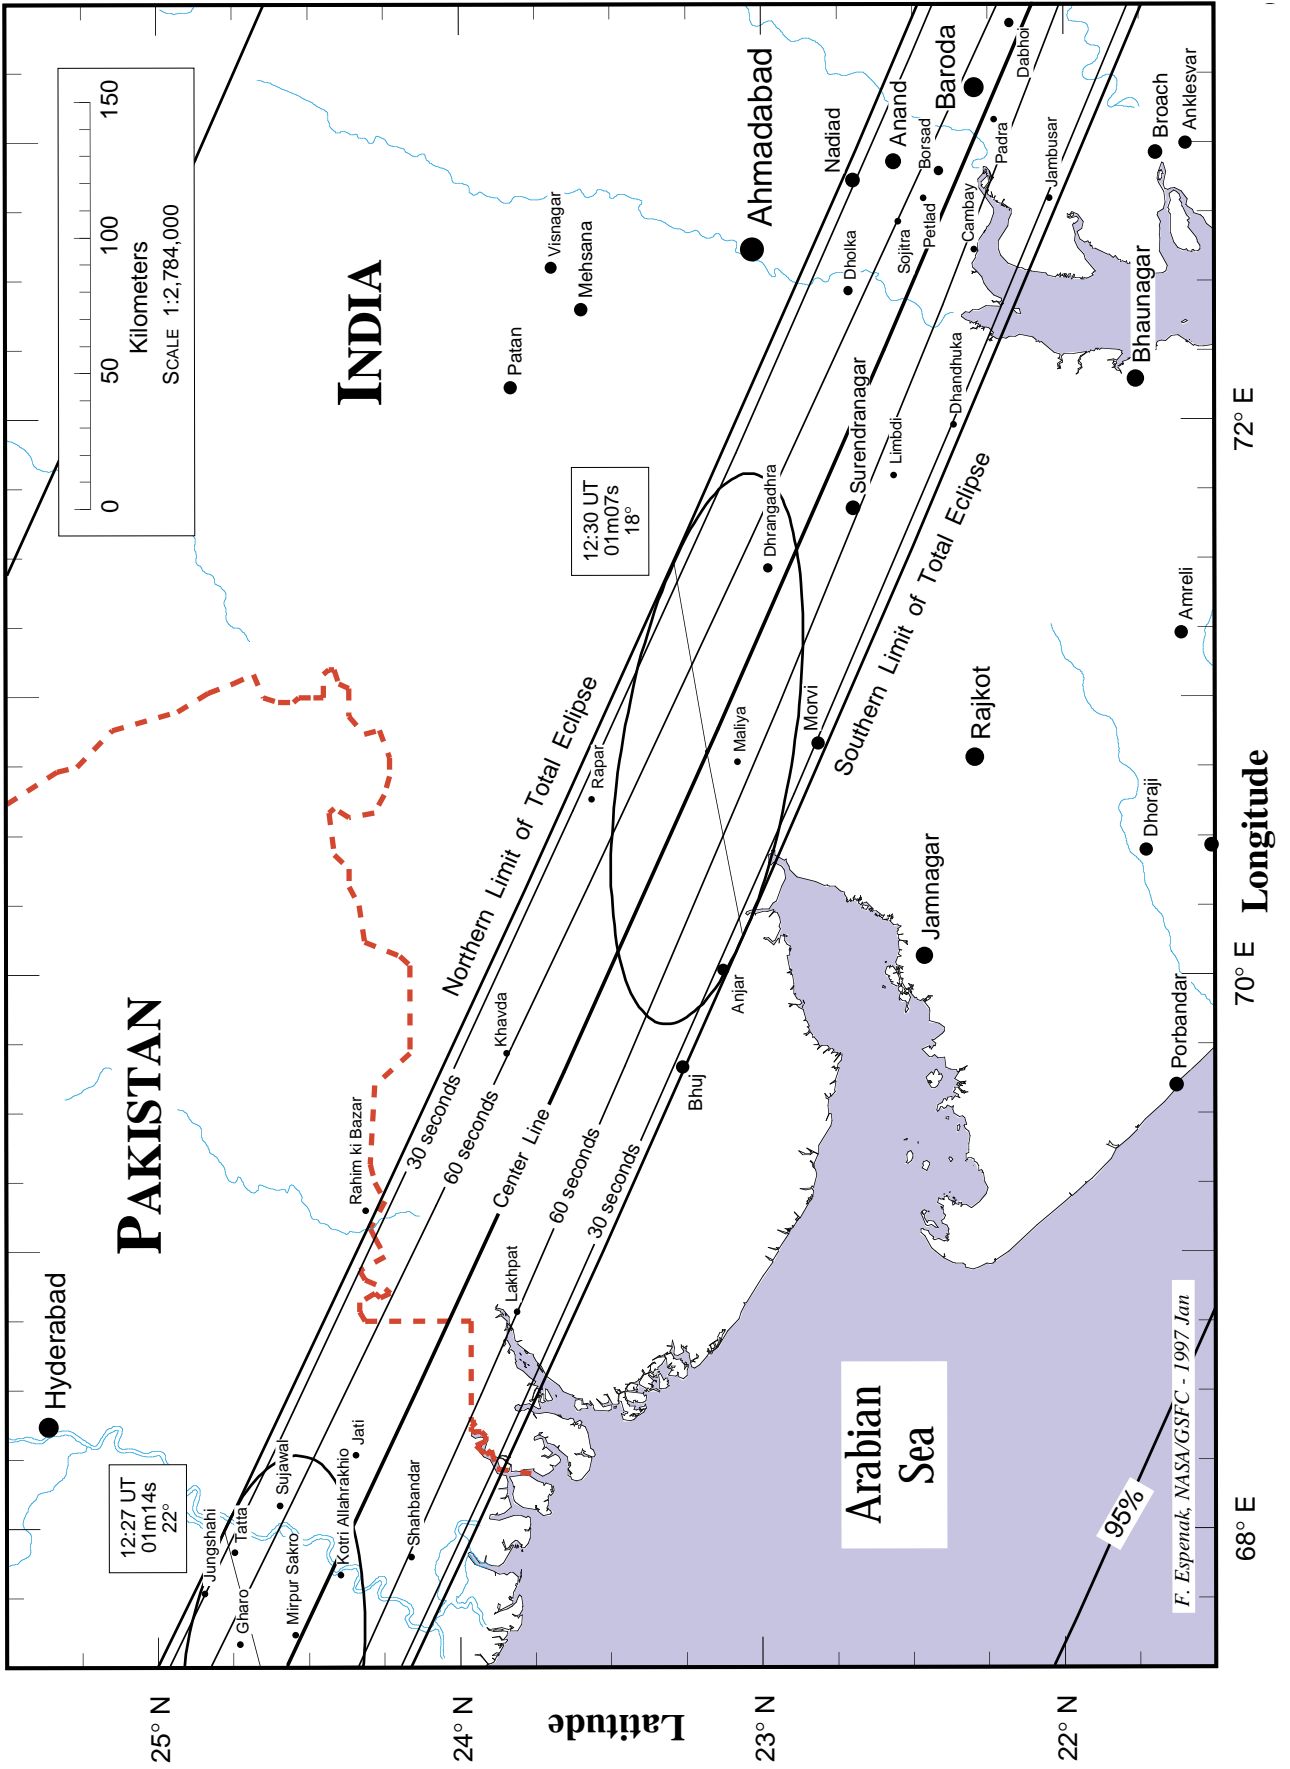 PAKISTAN
INDIA
0 50 100 150
Kilometers
SCALE 1:2,784,000
Hyderabad
12:27 UT
01m14s
22°
Jungshahi
Tatta
Sujawal
Gharo
Mirpur Sakro
Kotri Allahrakhio
Jati
Shahbandar
Rahim ki Bazar
Lakhpat
Khavda
Northern Limit of Total Eclipse
30 seconds
60 seconds
Center Line
60 seconds
30 seconds
Southern Limit of Total Eclipse
Rapar
Bhuj
Anjar
Maliya
Morvi
12:30 UT
01m07s
18°
Dhrangadhra
Surendranagar
Limbdi
Dhandhuka
Patan
Visnagar
Mehsana
Ahmadabad
Nadiad
Anand
Baroda
Dabhoi
Dholka
Sojitra
Petlad
Borsad
Cambay
Padra
Jambusar
Broach
Anklesvar
Bhaunagar
Rajkot
Amreli
Jamnagar
Dhoraji
Porbandar
Arabian
Sea
95%
F. Espenak, NASA/GSFC - 1997 Jan
25° N
24° N
23° N
22° N
Latitude
68° E
70° E
72° E
Longitude